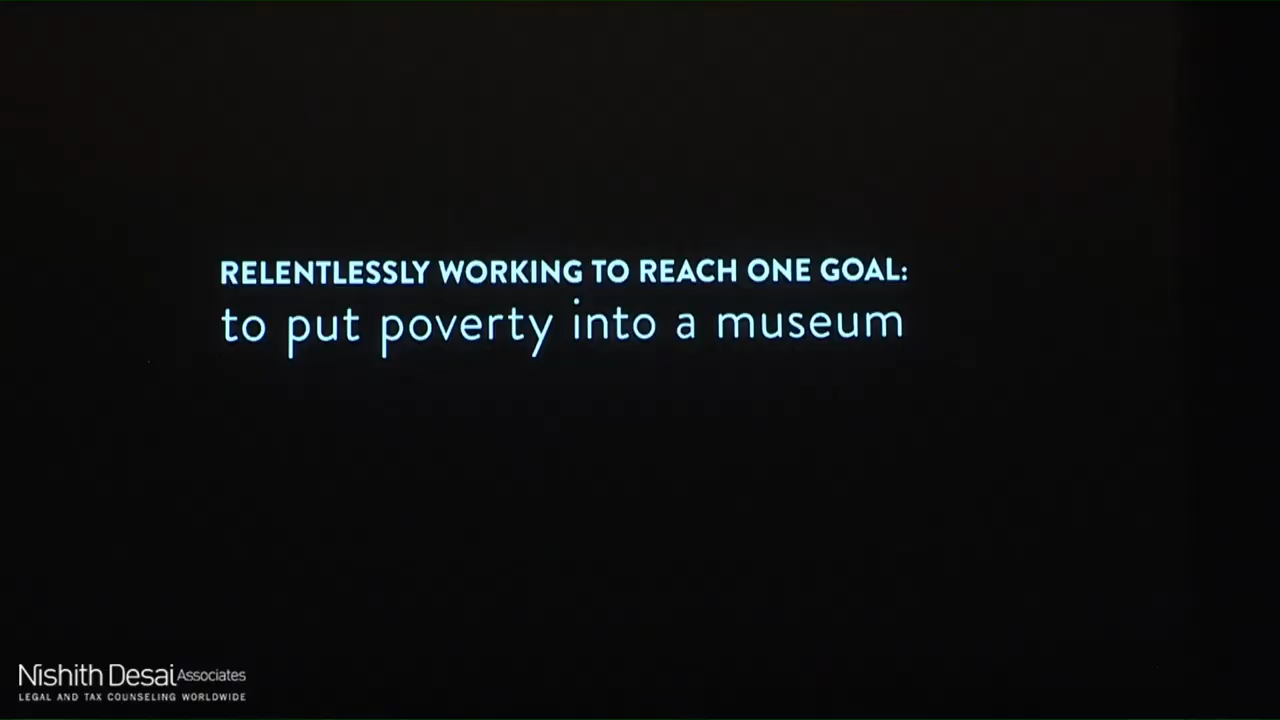 RELENTLESSLY WORKING TO REACH ONE GOAL:
to put poverty into a museum
Nishith Desai Associates
LEGAL AND TAX COUNSELING WORLDWIDE